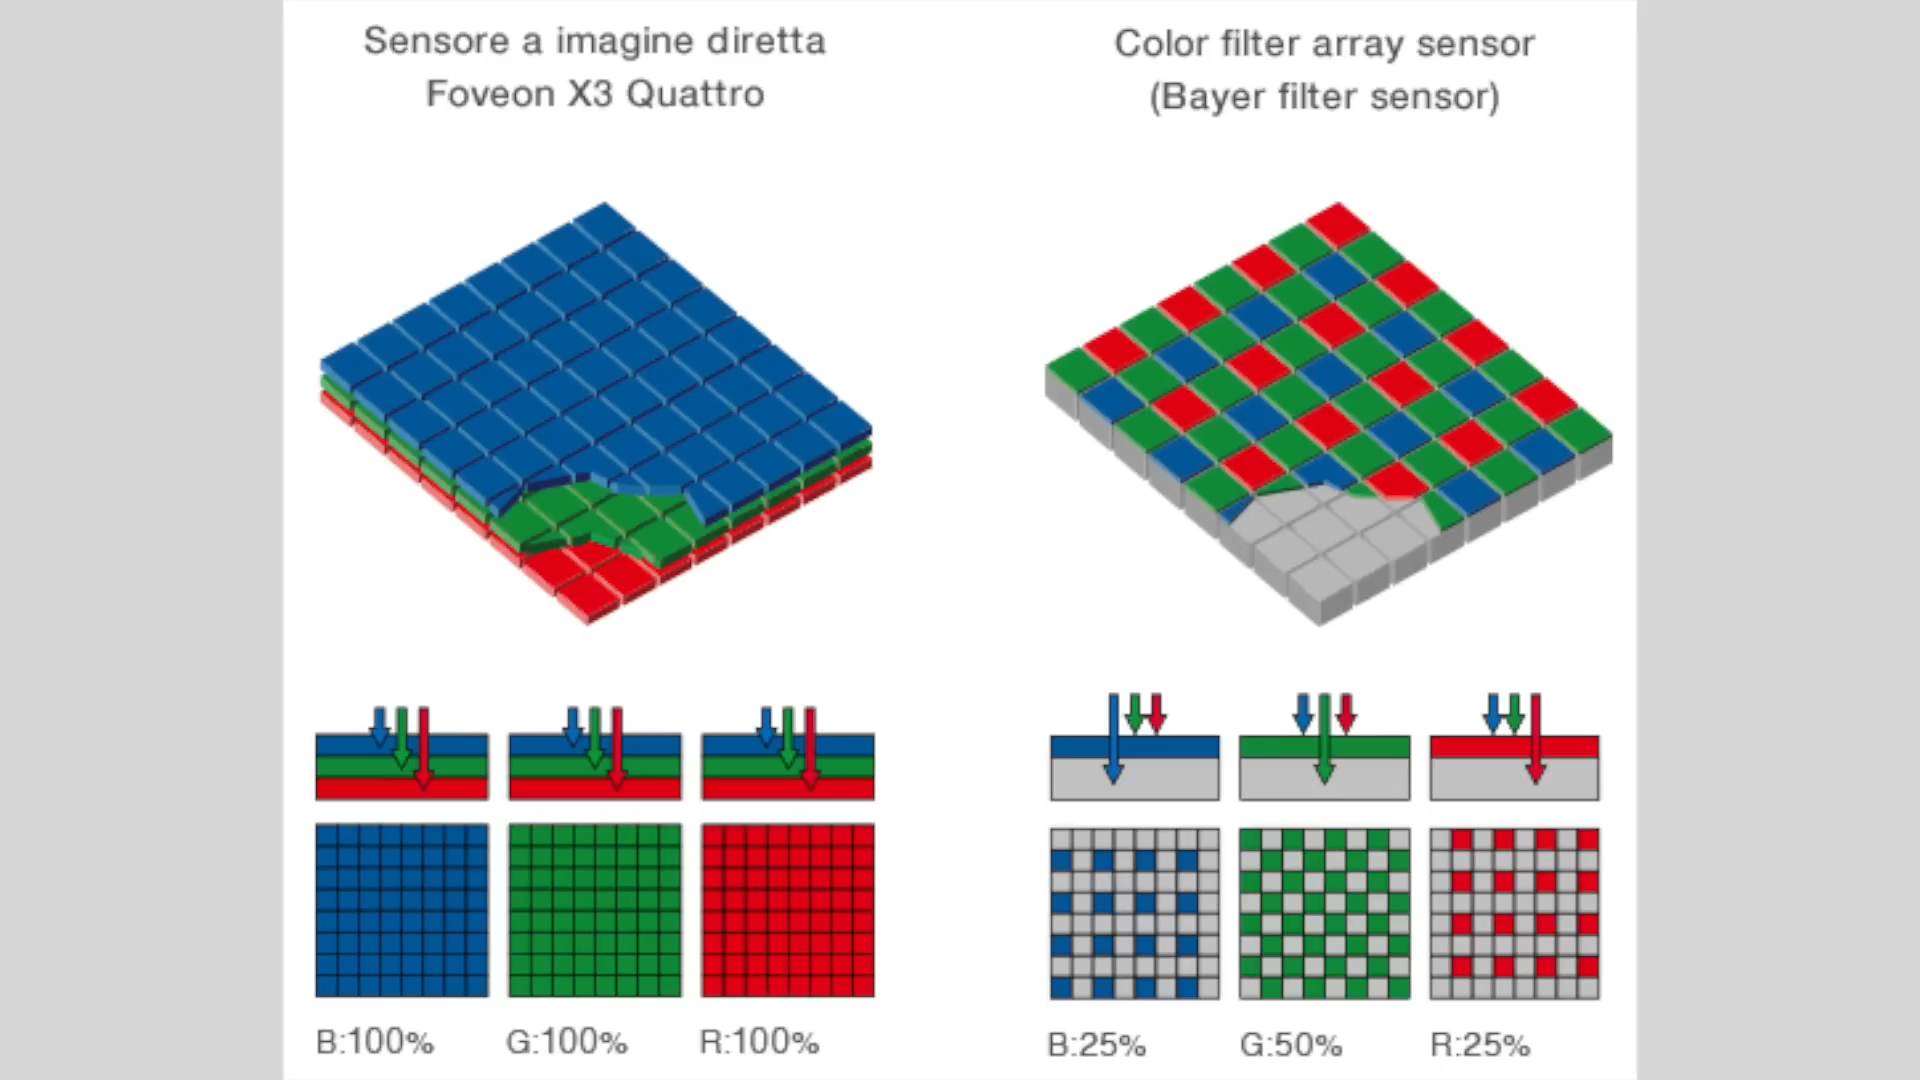 Sensore a imagine diretta
Foveon X3 Quattro
Color filter array sensor
(Bayer filter sensor)
B:100%
G:100%
R:100%
B:25%
G:50%
R:25%